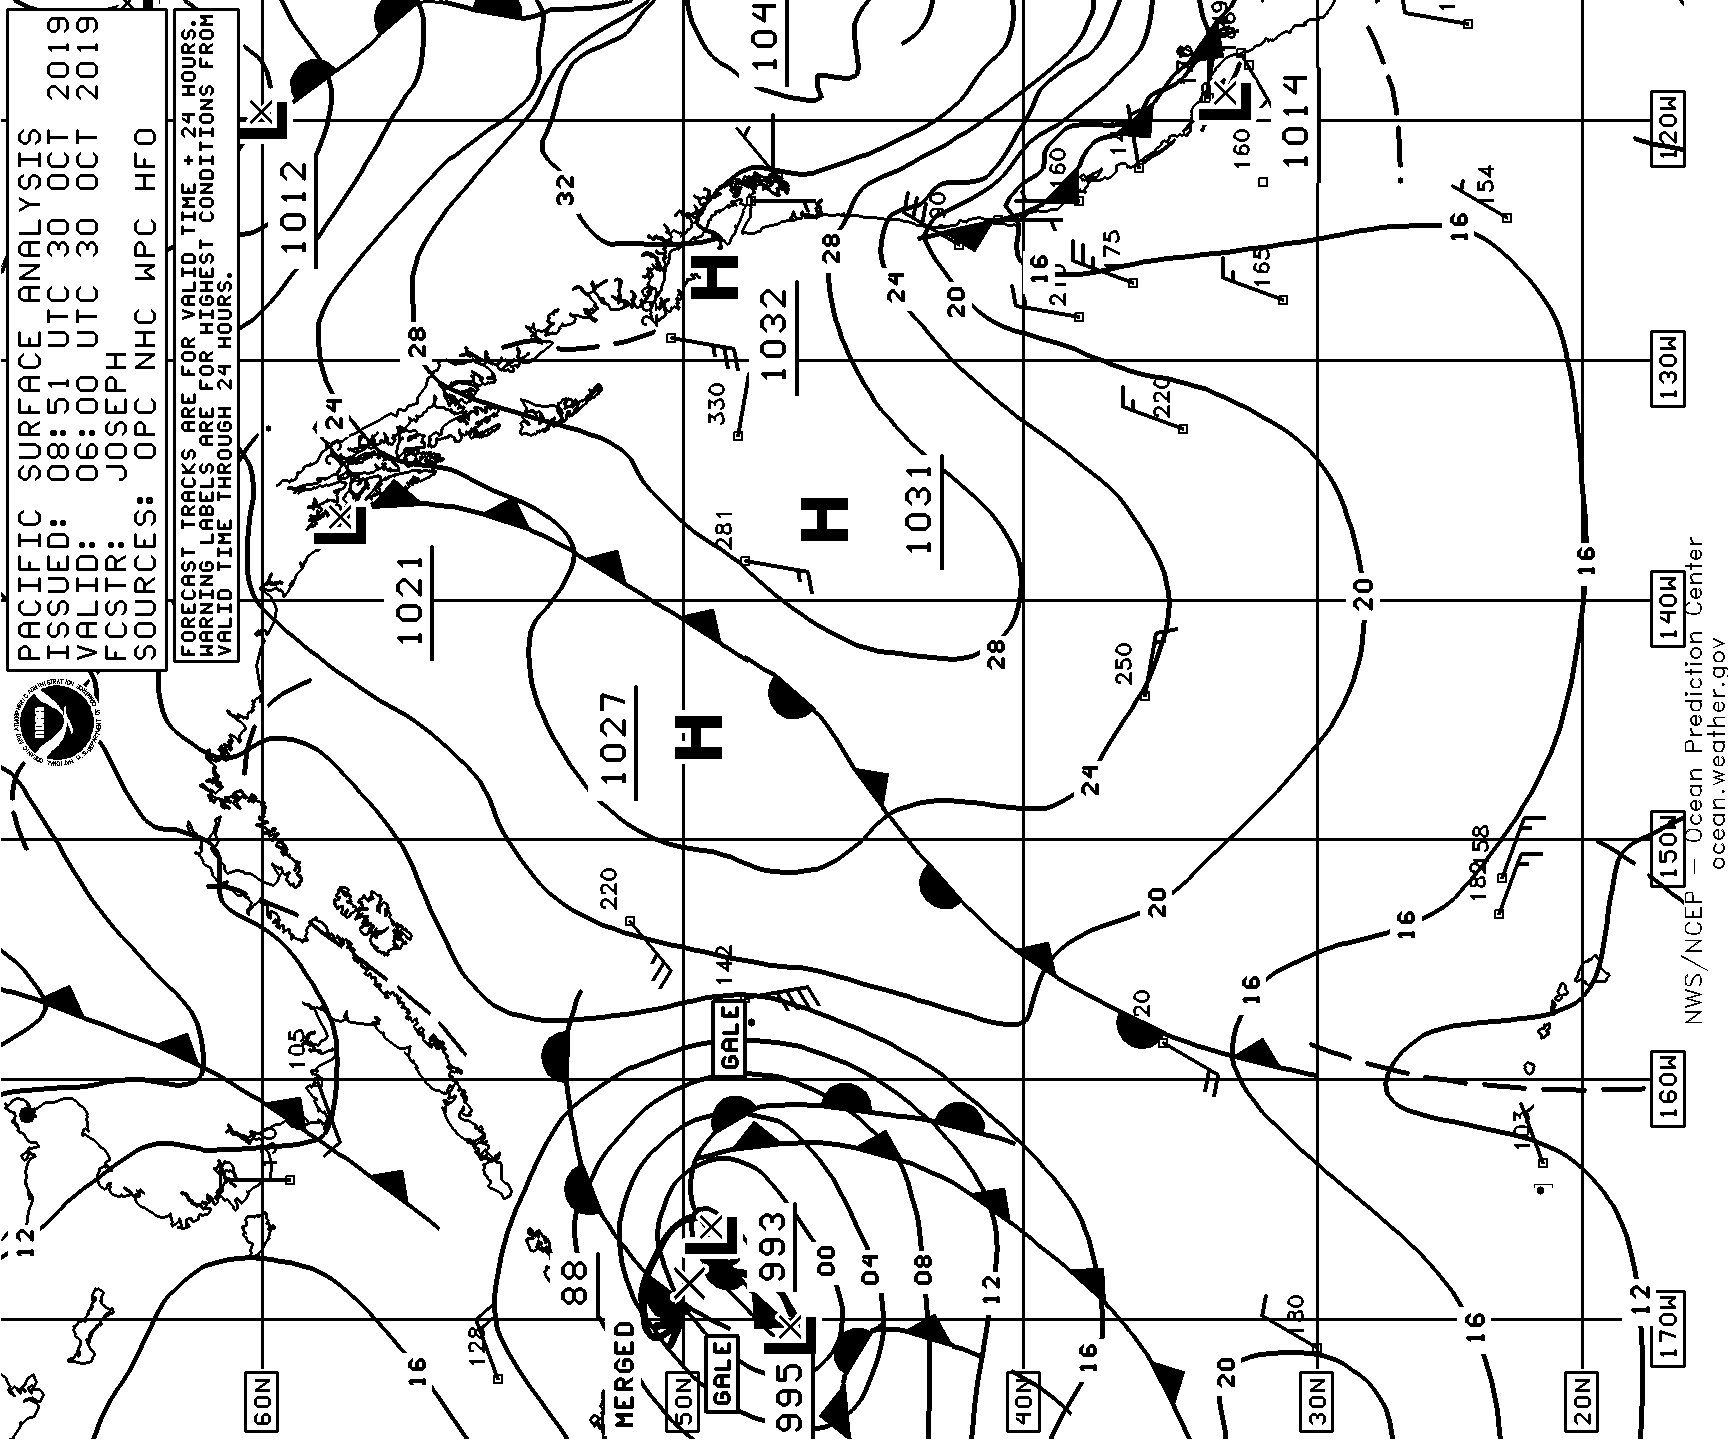 PACIFIC SURFACE ANALYSIS
ISSUED: 08:51 UTC 30 OCT 2019
VALID: 06:00 UTC 30 OCT 2019
FCSTR: JOSEPH
SOURCES: OPC NHC WPC HFO
FORECAST TRACKS ARE FOR VALID TIME + 24 HOURS.
WARNING LABELS ARE FOR HIGHEST CONDITIONS FROM
VALID TIME THROUGH 24 HOURS.
NOAA
L
1012
104
32
28
24
H
1032
330
L
1021
281
H
1031
28
24
20
16
90
160
175
165
L
1014
160
154
16
220
20
16
28
250
24
H
1027
220
142
GALE
105
20
16
16
20
158
182
103
12
128
16
88
MERGED
GALE
L
993
L
995
00
04
08
12
16
20
16
12
60N
50N
40N
30N
20N
120W
130W
140W
150W
160W
170W
NWS/NCEP – Ocean Prediction Center
ocean.weather.gov